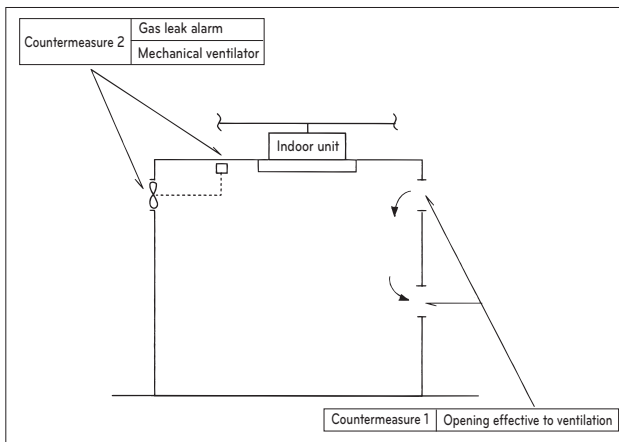 Countermeasure 2
Gas leak alarm
Mechanical ventilator
Indoor unit
Countermeasure 1
Opening effective to ventilation